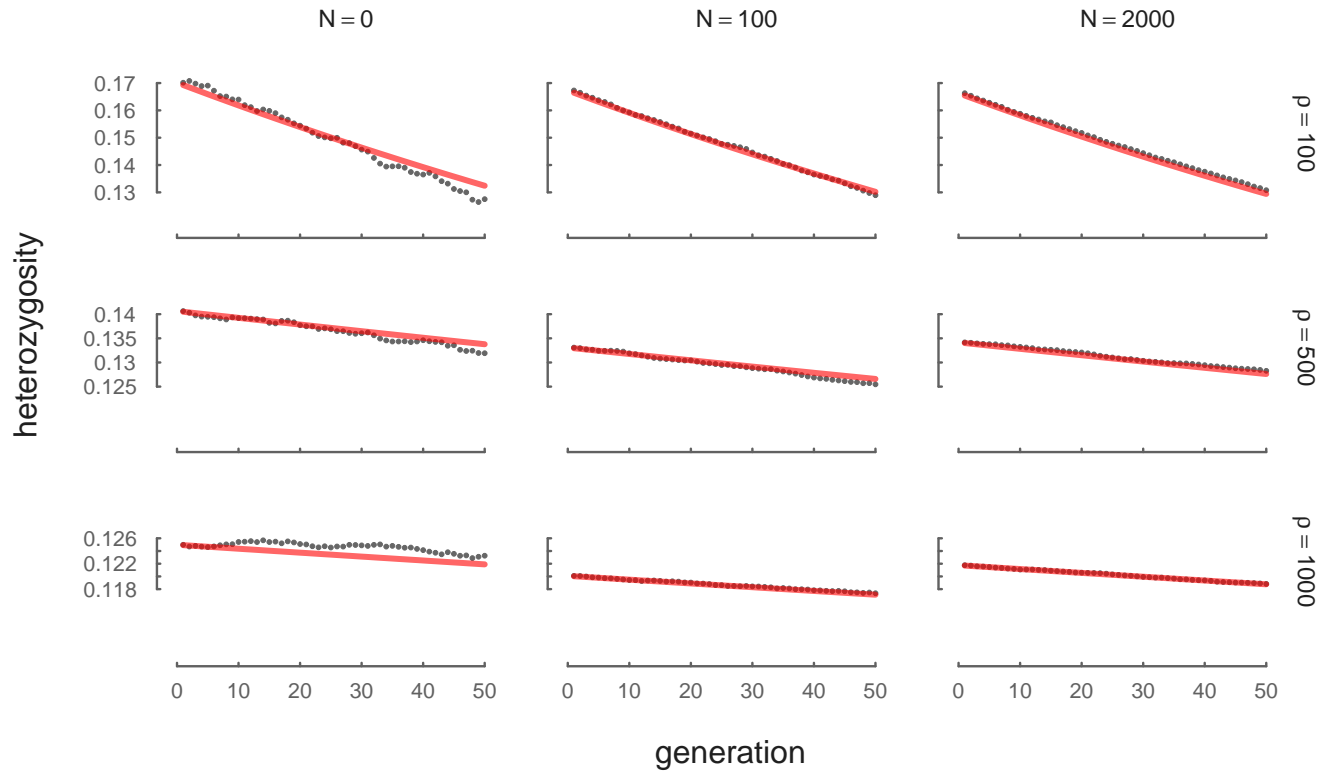 N = 0
N = 100
N = 2000
0.17
0.16
0.15
0.14
0.13
ρ = 100
heterozygosity
0.14
0.135
0.13
0.125
ρ = 500
0.126
0.122
0.118
ρ = 1000
0 10 20 30 40 50
0 10 20 30 40 50
0 10 20 30 40 50
generation